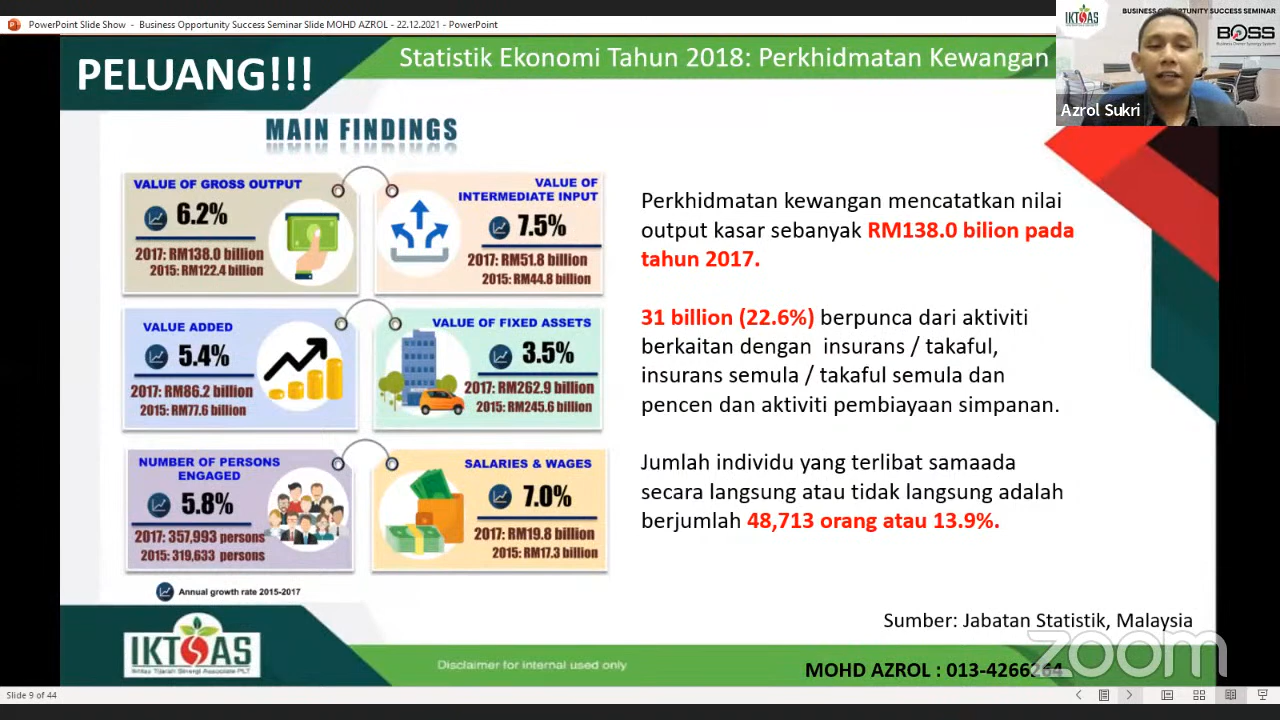 PowerPoint Slide Show - Business Opportunity Success Seminar Slide MOHD AZROL - 22.12.2021 - PowerPoint
IKTSAS
BUSINESS OPPORTUNITY SUCCESS SEMINAR
BOSS
Azrol Sukri
PELUANG!!!
Statistik Ekonomi Tahun 2018: Perkhidmatan Kewangan
MAIN FINDINGS
VALUE OF GROSS OUTPUT
6.2%
2017: RM138.0 billion
2015: RM122.4 billion
VALUE OF
INTERMEDIATE INPUT
7.5%
2017: RM51.8 billion
2015: RM44.8 billion
VALUE ADDED
5.4%
2017: RM86.2 billion
2015: RM77.6 billion
VALUE OF FIXED ASSETS
3.5%
2017: RM262.9 billion
2015: RM245.6 billion
NUMBER OF PERSONS
ENGAGED
5.8%
2017: 357,993 persons
2015: 319,633 persons
SALARIES & WAGES
7.0%
2017: RM19.8 billion
2015: RM17.3 billion
Annual growth rate 2015-2017
Perkhidmatan kewangan mencatatkan nilai
output kasar sebanyak RM138.0 bilion pada
tahun 2017.
31 billion (22.6%) berpunca dari aktiviti
berkaitan dengan insurans / takaful,
insurans semula / takaful semula dan
pencen dan aktiviti pembiayaan simpanan.
Jumlah individu yang terlibat samaada
secara langsung atau tidak langsung adalah
berjumlah 48,713 orang atau 13.9%.
Sumber: Jabatan Statistik, Malaysia
IKTSAS
Disclaimer for internal used only
MOHD AZROL : 013-4266264
zoom
Slide 9 of 44